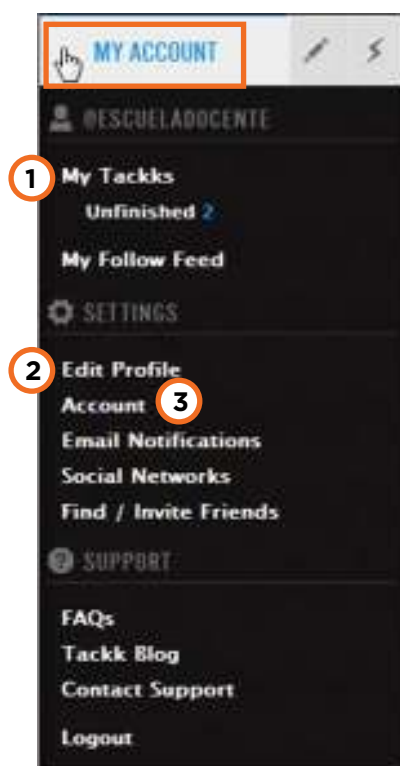 MY ACCOUNT
@ESCUELADOCENTE
1 My Tackks
Unfinished 2
My Follow Feed
SETTINGS
2 Edit Profile
Account 3
Email Notifications
Social Networks
Find / Invite Friends
? SUPPORT
FAQs
Tackk Blog
Contact Support
Logout